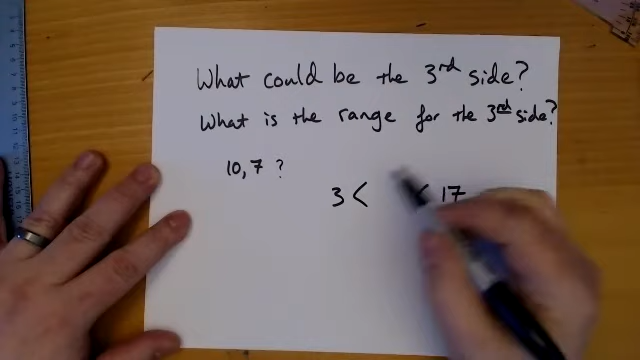 What could be the 3rd side?
What is the range for the 3rd side?
10, 7 ?
3 < < 17